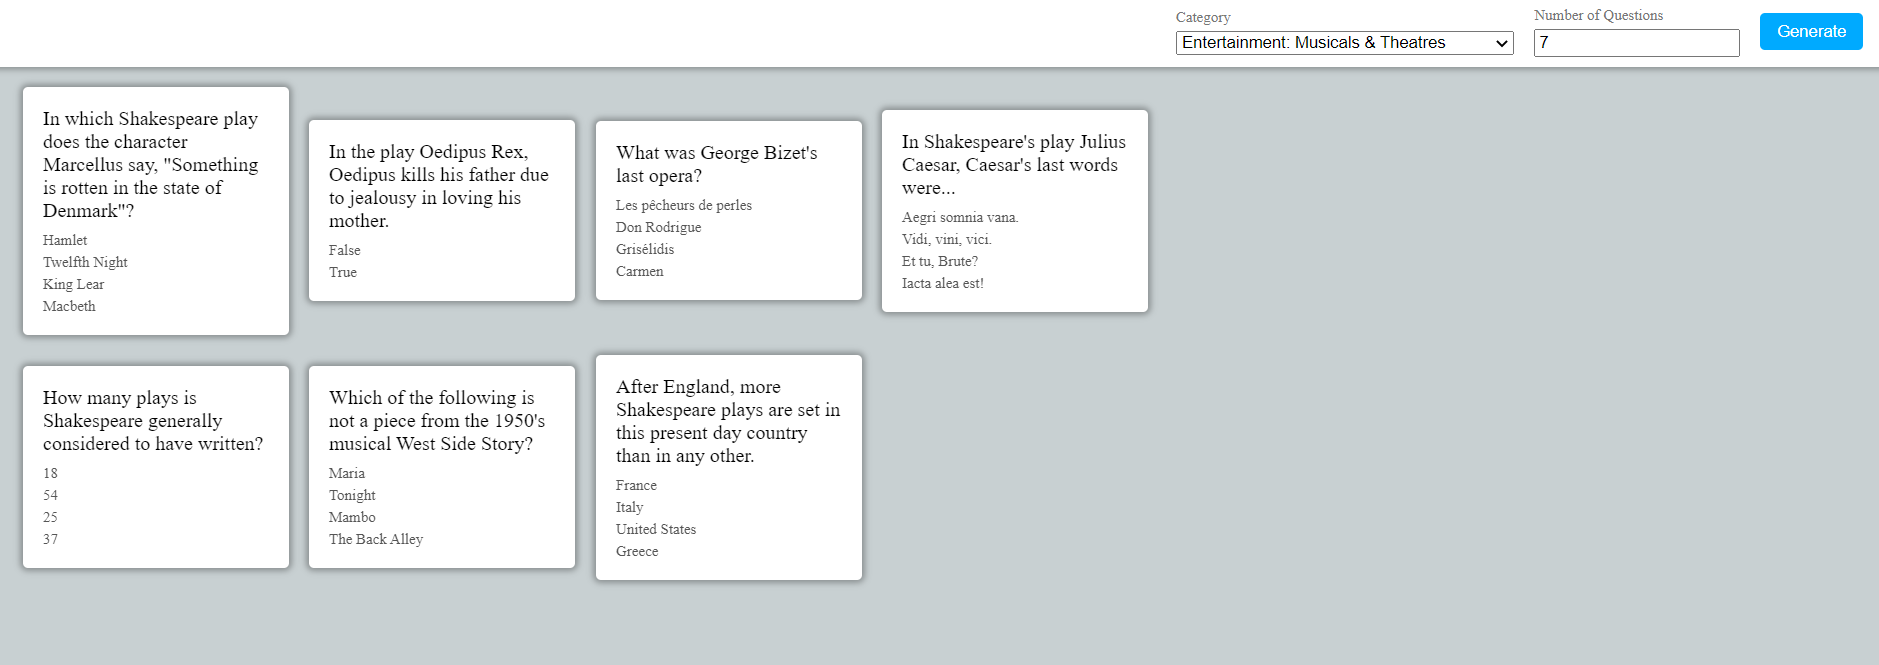 Category
Entertainment: Musicals & Theatres
Number of Questions
7
Generate
In which Shakespeare play
does the character
Marcellus say, "Something
is rotten in the state of
Denmark"?
Hamlet
Twelfth Night
King Lear
Macbeth
In the play Oedipus Rex,
Oedipus kills his father due
to jealousy in loving his
mother.
False
True
What was George Bizet's
last opera?
Les pêcheurs de perles
Don Rodrigue
Grisélidis
Carmen
In Shakespeare's play Julius
Caesar, Caesar's last words
were...
Aegri somnia vana.
Vidi, vini, vici.
Et tu, Brute?
Iacta alea est!
How many plays is
Shakespeare generally
considered to have written?
18
54
25
37
Which of the following is
not a piece from the 1950's
musical West Side Story?
Maria
Tonight
Mambo
The Back Alley
After England, more
Shakespeare plays are set in
this present day country
than in any other.
France
Italy
United States
Greece